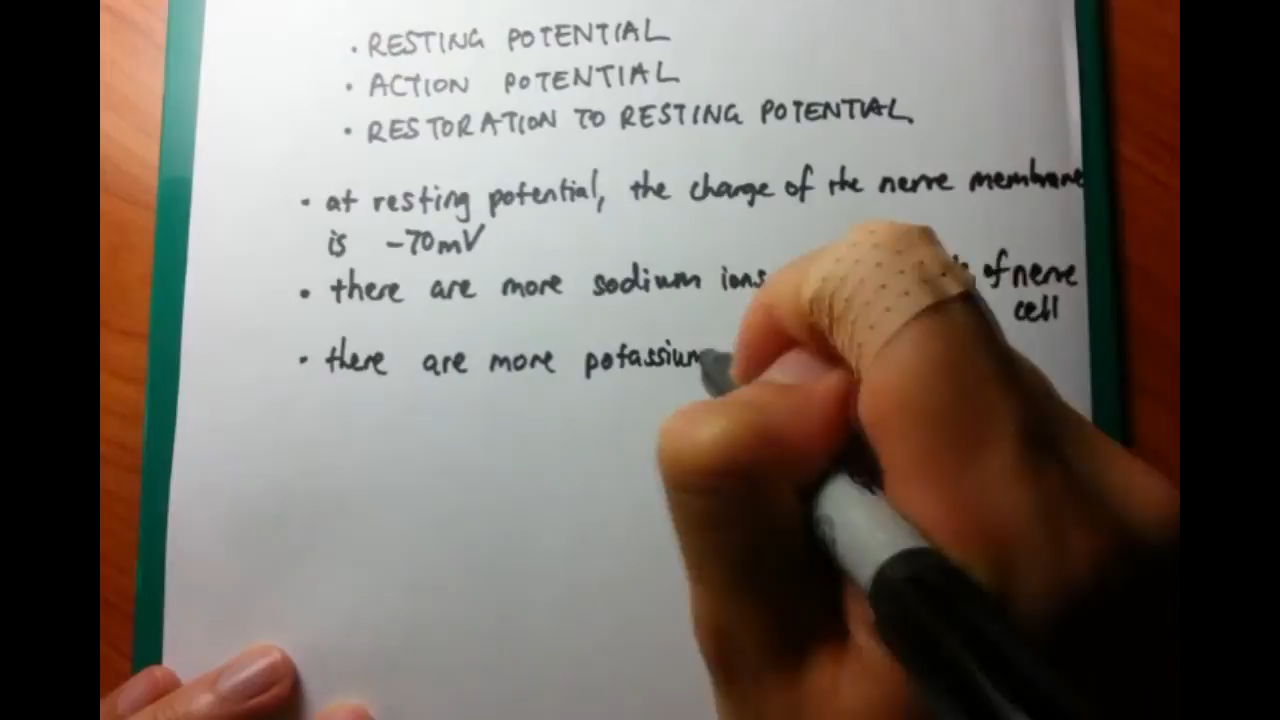 · RESTING POTENTIAL
· ACTION POTENTIAL
· RESTORATION TO RESTING POTENTIAL
· at resting potential, the charge of the nerve membrane
is -70mV
· there are more sodium ions of nerve
cell
· there are more potassium